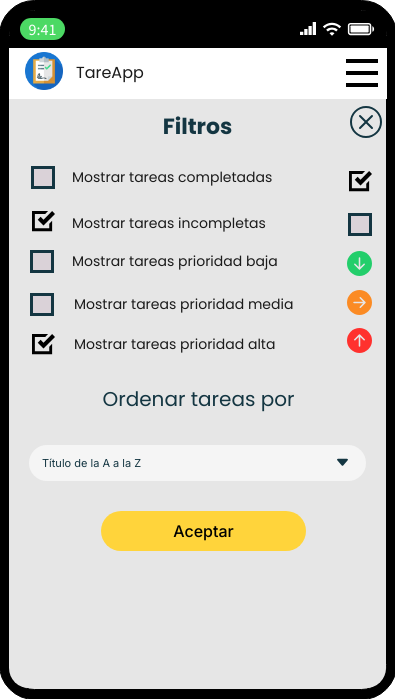 9:41
TareApp
Filtros
Mostrar tareas completadas
Mostrar tareas incompletas
Mostrar tareas prioridad baja
Mostrar tareas prioridad media
Mostrar tareas prioridad alta
Ordenar tareas por
Título de la A a la Z
Aceptar